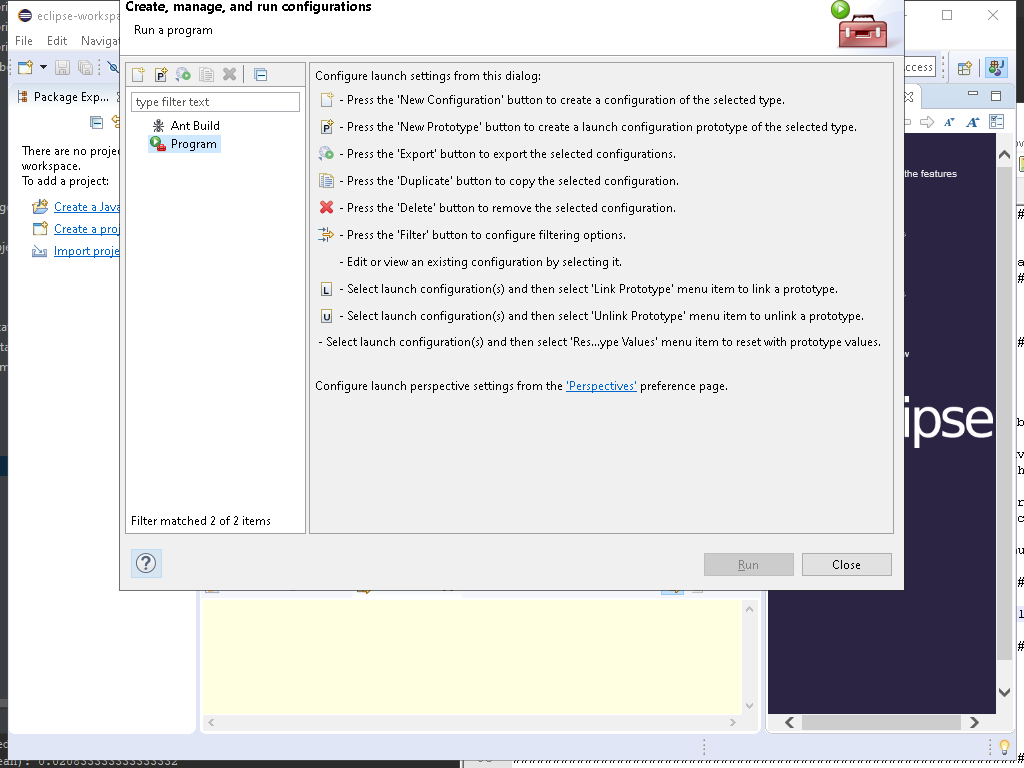 eclipse-workspa
Create, manage, and run configurations
Run a program
File Edit Navigat
ccess
Package Exp...
type filter text
Ant Build
Program
Filter matched 2 of 2 items
Configure launch settings from this dialog:
- Press the 'New Configuration' button to create a configuration of the selected type.
- Press the 'New Prototype' button to create a launch configuration prototype of the selected type.
- Press the 'Export' button to export the selected configurations.
- Press the 'Duplicate' button to copy the selected configuration.
- Press the 'Delete' button to remove the selected configuration.
- Press the 'Filter' button to configure filtering options.
- Edit or view an existing configuration by selecting it.
L - Select launch configuration(s) and then select 'Link Prototype' menu item to link a prototype.
U - Select launch configuration(s) and then select 'Unlink Prototype' menu item to unlink a prototype.
- Select launch configuration(s) and then select 'Res...ype Values' menu item to reset with prototype values.
Configure launch perspective settings from the 'Perspectives' preference page.
There are no projec
workspace.
To add a project:
Create a Java
Create a proj
Import proje
the features
ipse
?
Run
Close
ean): 0.020833333333333332